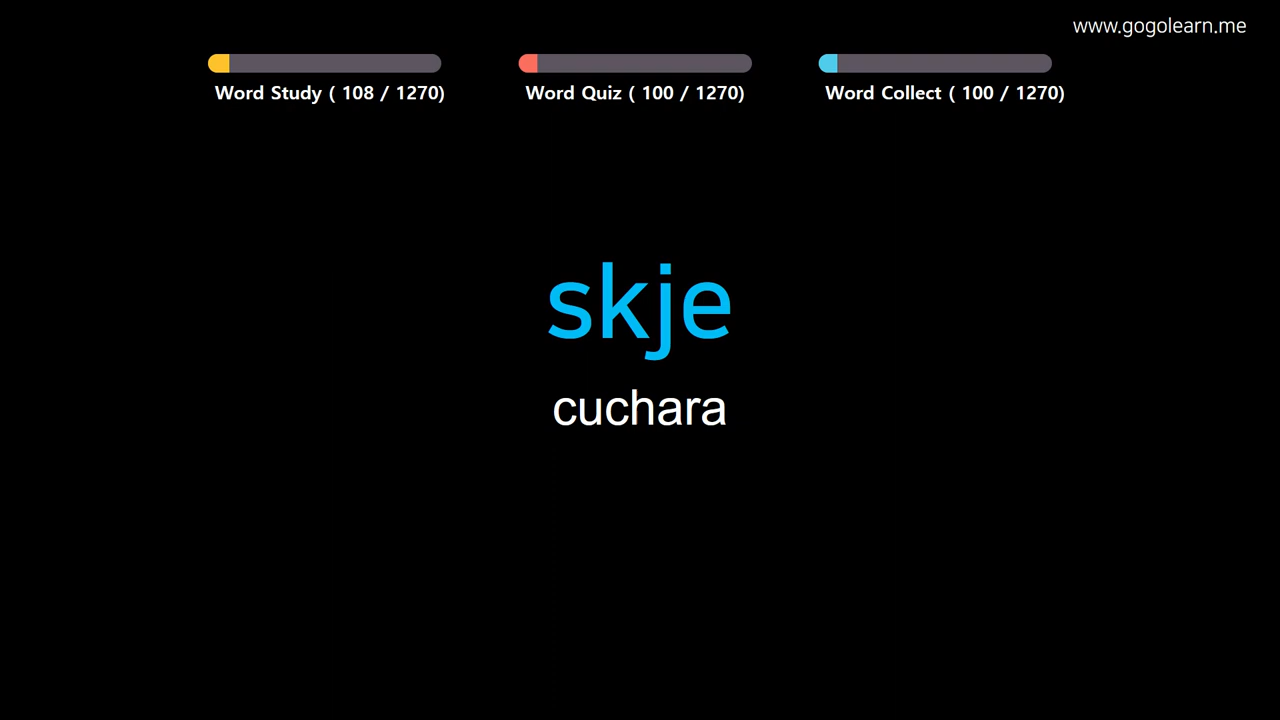 www.gogolearn.me
Word Study ( 108 / 1270)
Word Quiz ( 100 / 1270)
Word Collect ( 100 / 1270)
skje
cuchara